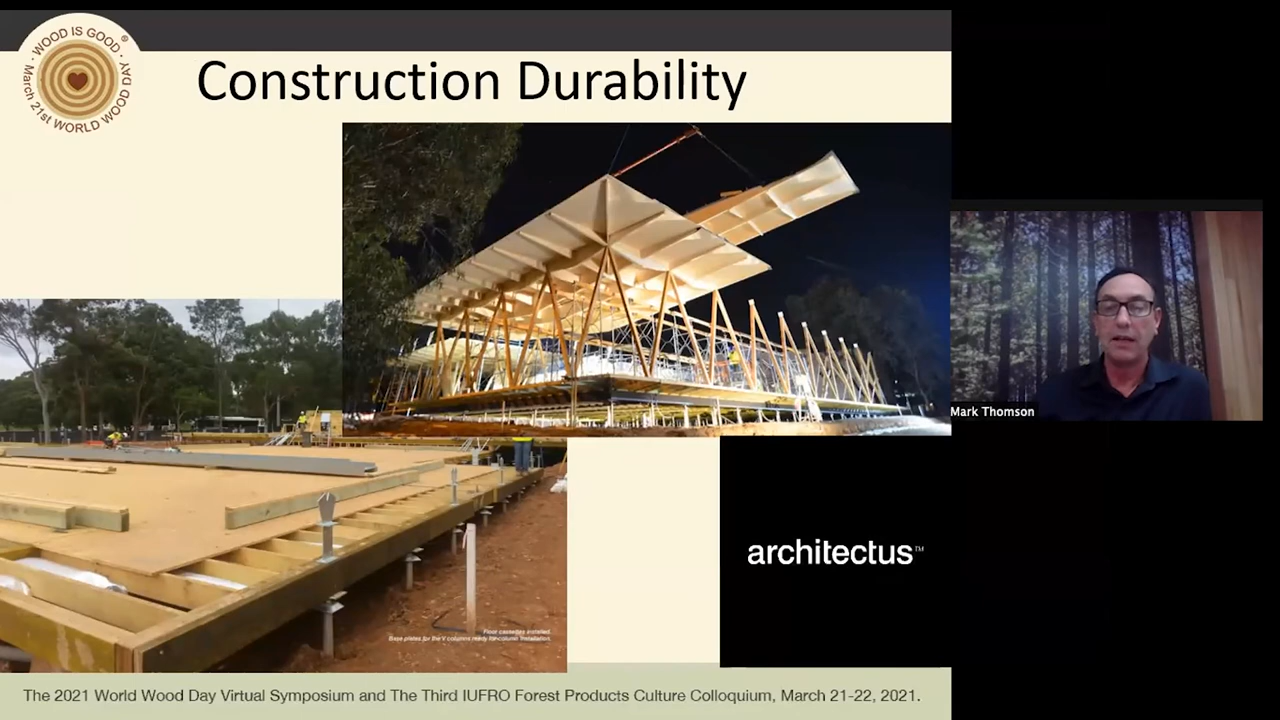 WOOD IS GOOD ®
March 21st WORLD WOOD DAY
Construction Durability
Mark Thomson
Floor cassettes installed.
Base plates for the V columns ready for column installation.
architectus™
The 2021 World Wood Day Virtual Symposium and The Third IUFRO Forest Products Culture Colloquium, March 21-22, 2021.